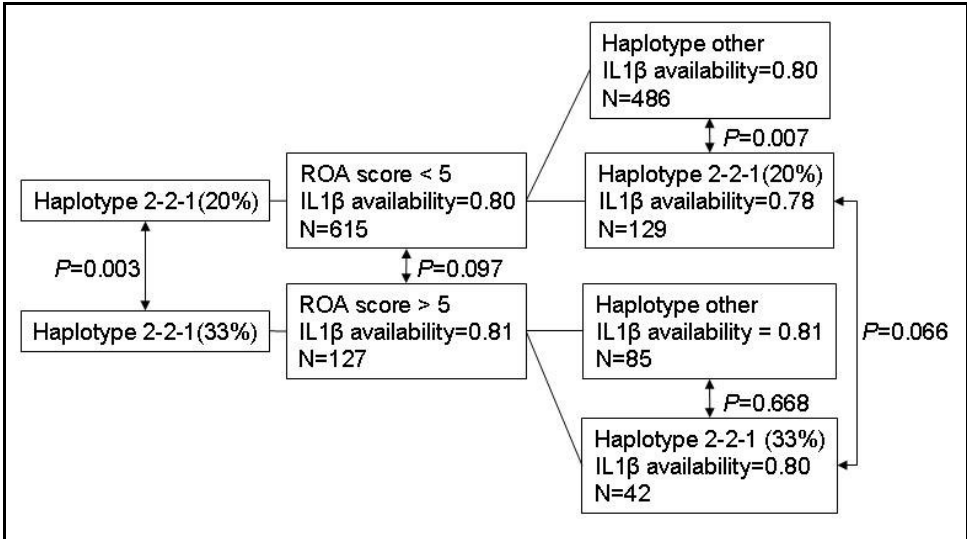 Haplotype other
IL1β availability=0.80
N=486
P=0.007
Haplotype 2-2-1(20%)
ROA score < 5
IL1β availability=0.80
N=615
Haplotype 2-2-1(20%)
IL1β availability=0.78
N=129
P=0.003
P=0.097
Haplotype 2-2-1(33%)
ROA score > 5
IL1β availability=0.81
N=127
Haplotype other
IL1β availability = 0.81
N=85
P=0.066
P=0.668
Haplotype 2-2-1 (33%)
IL1β availability=0.80
N=42